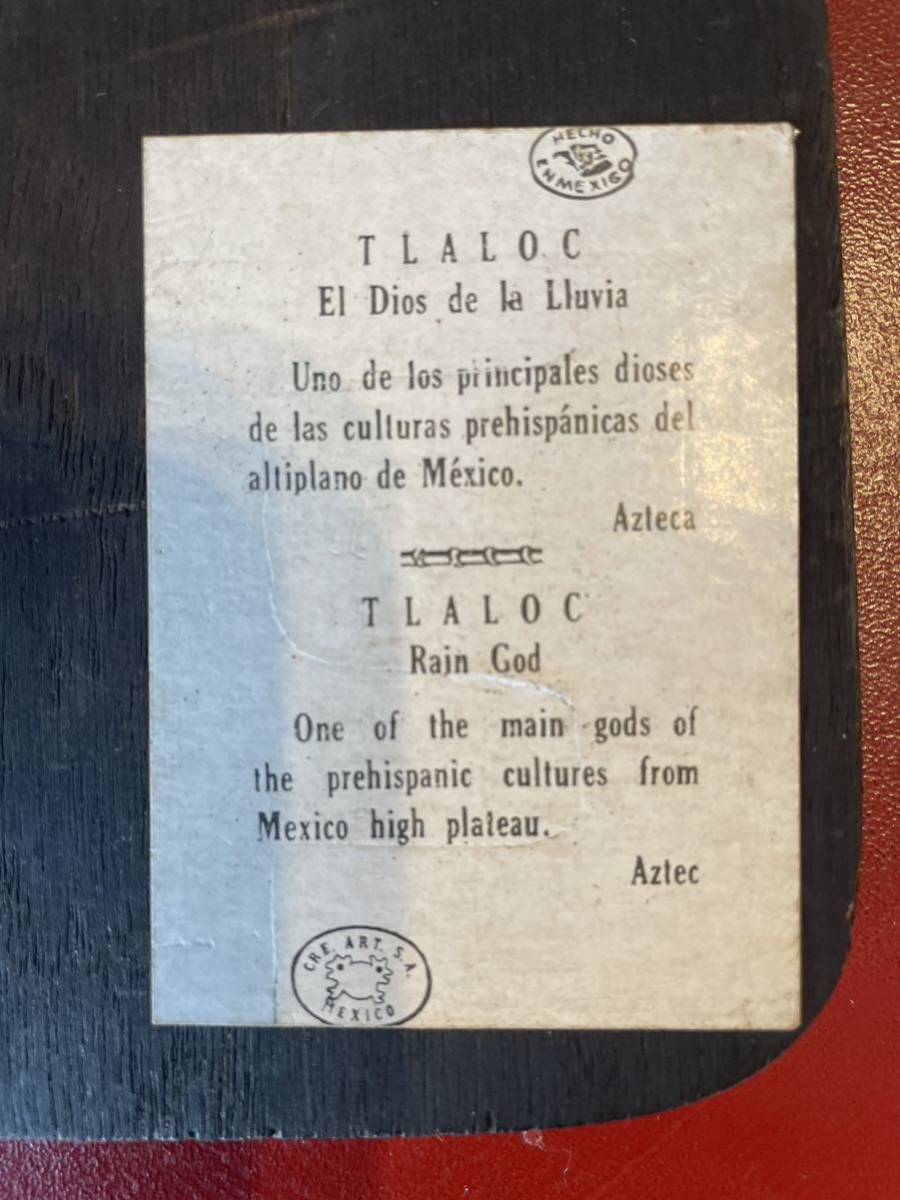 HECHO
EN MEXICO
TLALOC
El Dios de la Lluvia
Uno de los principales dioses
de las culturas prehispánicas del
altiplano de México.
Azteca
TLALOC
Rain God
One of the main gods of
the prehispanic cultures from
Mexico high plateau.
Aztec
CRE. ART. S.A.
MEXICO